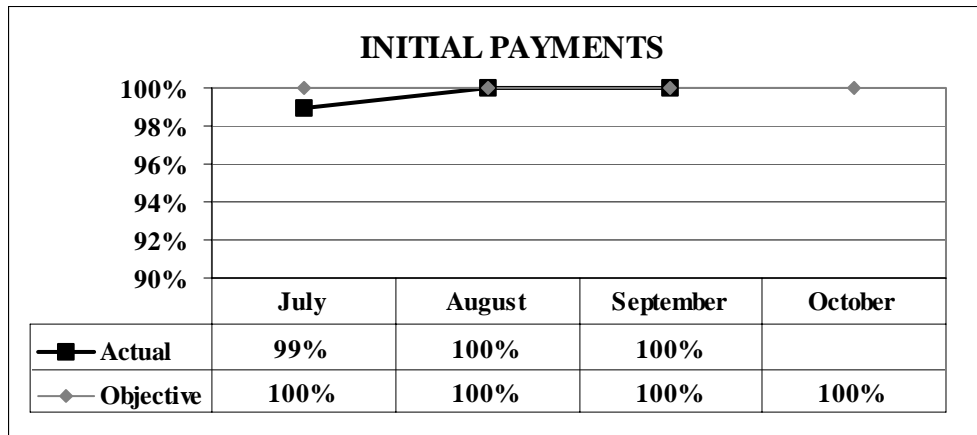 INITIAL PAYMENTS
100%
98%
96%
94%
92%
90%
July August September October
Actual 99% 100% 100%
Objective 100% 100% 100% 100%